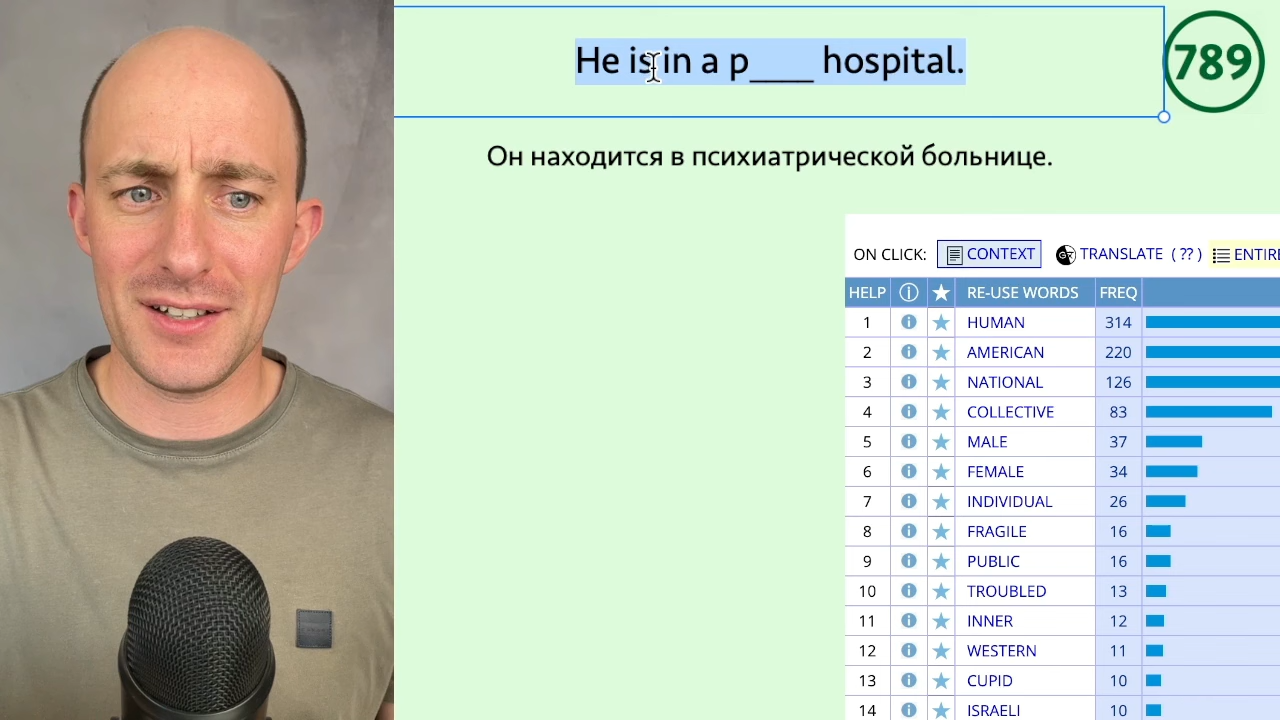 He is in a p____ hospital.
789
Он находится в психиатрической больнице.
ON CLICK: CONTEXT TRANSLATE ( ?? ) ENTIRE
HELP ⓘ ★ RE-USE WORDS FREQ
1 HUMAN 314
2 AMERICAN 220
3 NATIONAL 126
4 COLLECTIVE 83
5 MALE 37
6 FEMALE 34
7 INDIVIDUAL 26
8 FRAGILE 16
9 PUBLIC 16
10 TROUBLED 13
11 INNER 12
12 WESTERN 11
13 CUPID 10
14 ISRAELI 10